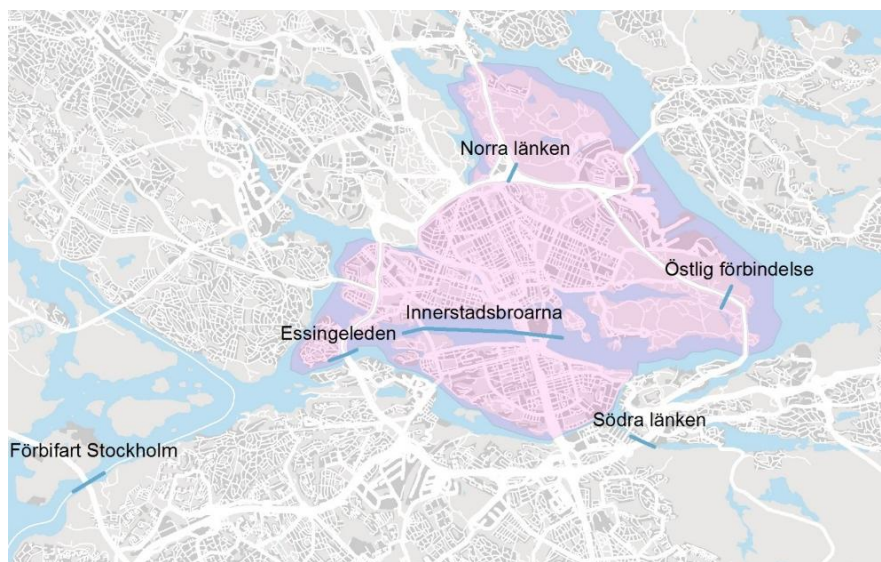 Norra länken
Östlig förbindelse
Innerstadsbroarna
Essingeleden
Södra länken
Förbifart Stockholm